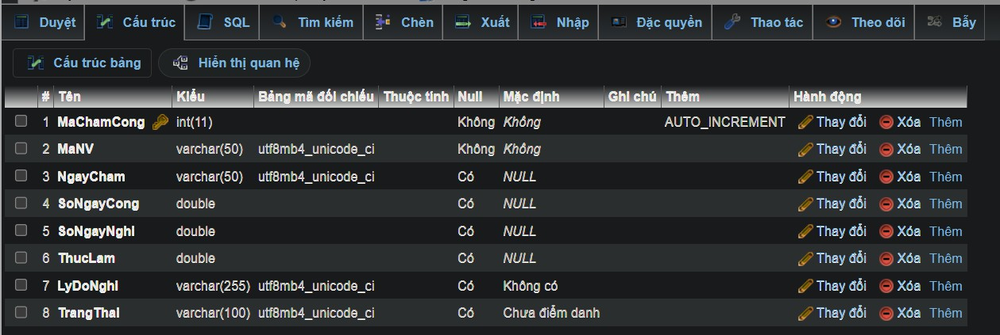 Duyệt Cấu trúc SQL Tìm kiếm Chèn Xuất Nhập Đặc quyền Thao tác Theo dõi Bẫy
Cấu trúc bảng Hiển thị quan hệ
# Tên Kiểu Bảng mã đối chiếu Thuộc tính Null Mặc định Ghi chú Thêm Hành động
1 MaChamCong int(11) Không Không AUTO_INCREMENT Thay đổi Xóa Thêm
2 MaNV varchar(50) utf8mb4_unicode_ci Không Không Thay đổi Xóa Thêm
3 NgayCham varchar(50) utf8mb4_unicode_ci Có NULL Thay đổi Xóa Thêm
4 SoNgayCong double Có NULL Thay đổi Xóa Thêm
5 SoNgayNghI double Có NULL Thay đổi Xóa Thêm
6 ThucLam double Có NULL Thay đổi Xóa Thêm
7 LyDoNghI varchar(255) utf8mb4_unicode_ci Có Không có Thay đổi Xóa Thêm
8 TrangThaI varchar(100) utf8mb4_unicode_ci Có Chưa điểm danh Thay đổi Xóa Thêm